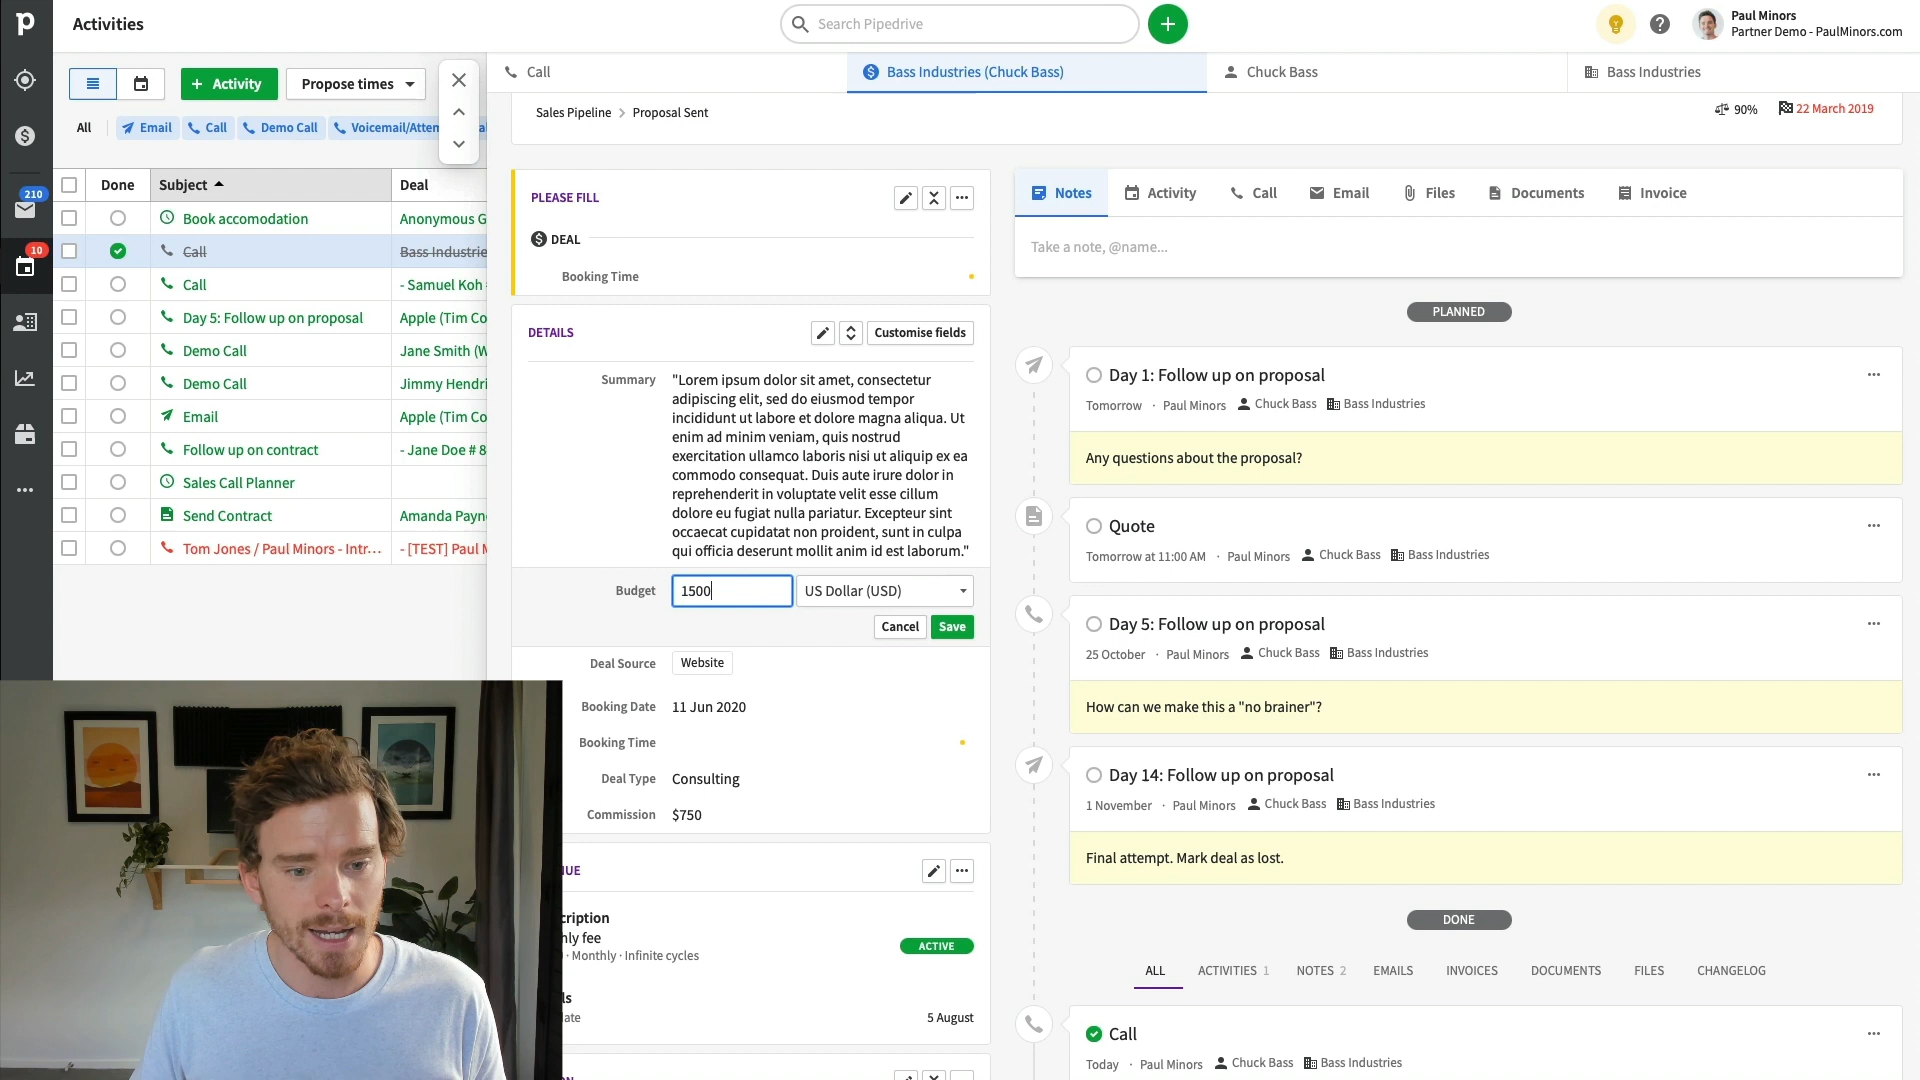 p
Activities
Search Pipedrive
Paul Minors
Partner Demo - PaulMinors.com
+ Activity
Propose times
All
Email
Call
Demo Call
Voicemail/Attem
Call
Bass Industries (Chuck Bass)
Chuck Bass
Bass Industries
210
10
Done
Subject
Deal
Book accomodation
Anonymous G
Call
Bass Industrie
Call
- Samuel Koh
Day 5: Follow up on proposal
Apple (Tim Co
Demo Call
Jane Smith (W
Demo Call
Jimmy Hendri
Email
Apple (Tim Co
Follow up on contract
- Jane Doe # 8
Sales Call Planner
Send Contract
Amanda Payn
Tom Jones / Paul Minors - Intr...
- [TEST] Paul M
Sales Pipeline > Proposal Sent
90%
22 March 2019
PLEASE FILL
DEAL
Booking Time
DETAILS
Customise fields
Summary
"Lorem ipsum dolor sit amet, consectetur
adipiscing elit, sed do eiusmod tempor
incididunt ut labore et dolore magna aliqua. Ut
enim ad minim veniam, quis nostrud
exercitation ullamco laboris nisi ut aliquip ex ea
commodo consequat. Duis aute irure dolor in
reprehenderit in voluptate velit esse cillum
dolore eu fugiat nulla pariatur. Excepteur sint
occaecat cupidatat non proident, sunt in culpa
qui officia deserunt mollit anim id est laborum."
Budget
1500
US Dollar (USD)
Cancel
Save
Deal Source
Website
Booking Date
11 Jun 2020
Booking Time
Deal Type
Consulting
Commission
$750
NUE
cription
hly fee
· Monthly · Infinite cycles
ACTIVE
ls
ate
5 August
Notes
Activity
Call
Email
Files
Documents
Invoice
Take a note, @name...
PLANNED
Day 1: Follow up on proposal
Tomorrow · Paul Minors Chuck Bass Bass Industries
Any questions about the proposal?
Quote
Tomorrow at 11:00 AM · Paul Minors Chuck Bass Bass Industries
Day 5: Follow up on proposal
25 October · Paul Minors Chuck Bass Bass Industries
How can we make this a "no brainer"?
Day 14: Follow up on proposal
1 November · Paul Minors Chuck Bass Bass Industries
Final attempt. Mark deal as lost.
DONE
ALL
ACTIVITIES 1
NOTES 2
EMAILS
INVOICES
DOCUMENTS
FILES
CHANGELOG
Call
Today · Paul Minors Chuck Bass Bass Industries